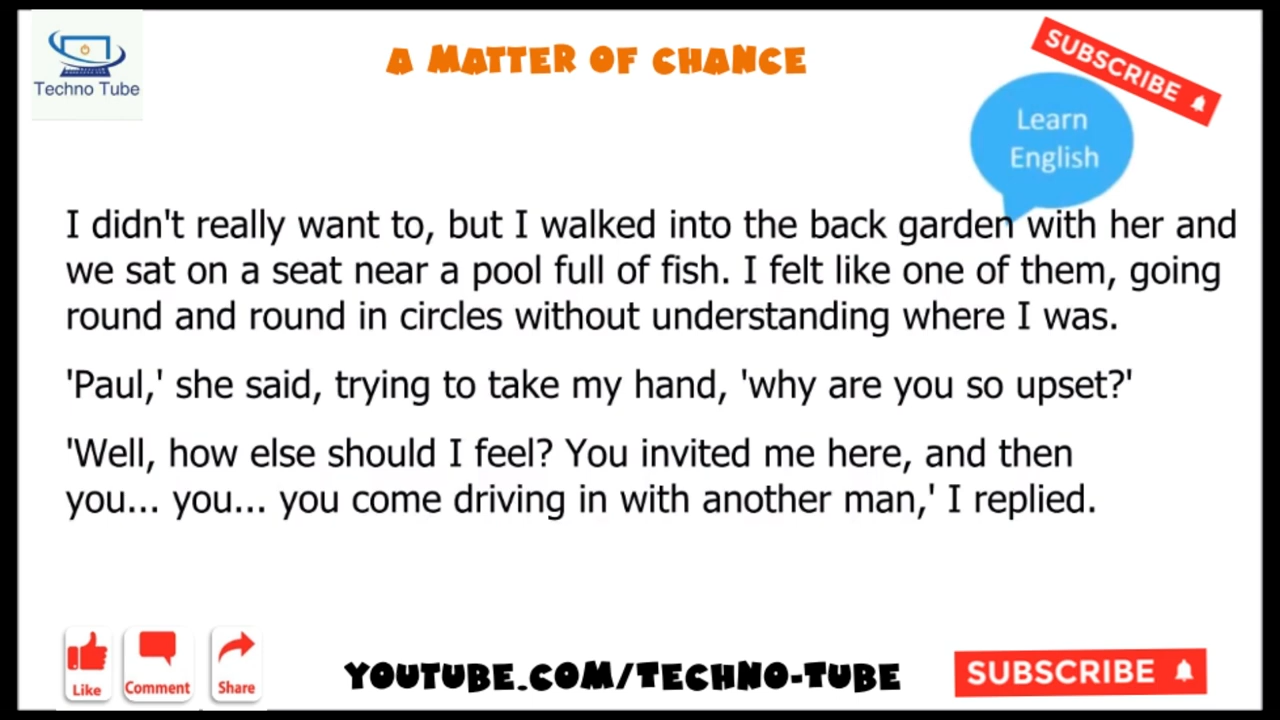 Techno Tube
A MATTER OF CHANCE
SUBSCRIBE
Learn
English
I didn't really want to, but I walked into the back garden with her and
we sat on a seat near a pool full of fish. I felt like one of them, going
round and round in circles without understanding where I was.
'Paul,' she said, trying to take my hand, 'why are you so upset?'
'Well, how else should I feel? You invited me here, and then
you... you... you come driving in with another man,' I replied.
Like
Comment
Share
YOUTUBE.COM/TECHNO-TUBE
SUBSCRIBE